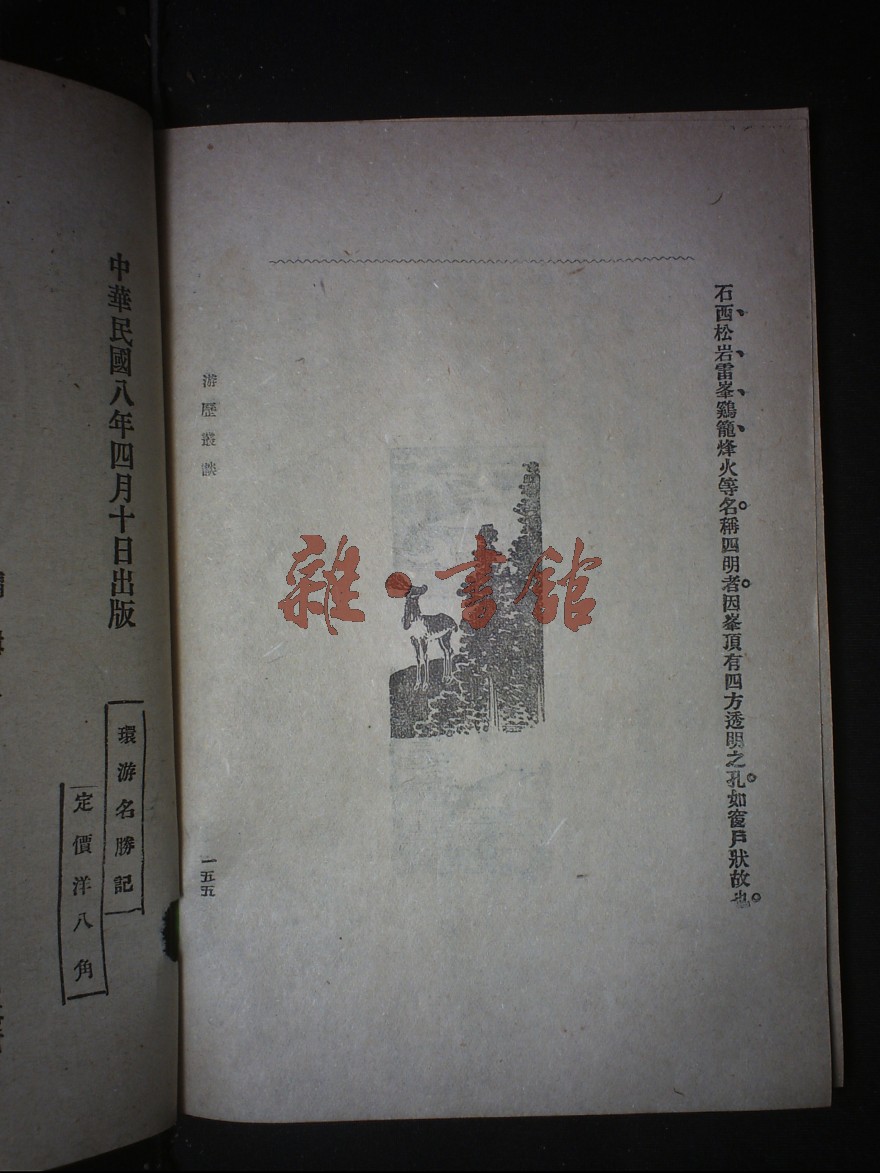 石西、松岩、雷峯、鷄、籠、烽火等名稱。四明者。因峯頂有四方透明之孔。如窗戶狀故也。
游歷叢談
一五五
雜·書館
中華民國八年四月十日出版
環游名勝記
定價洋八角